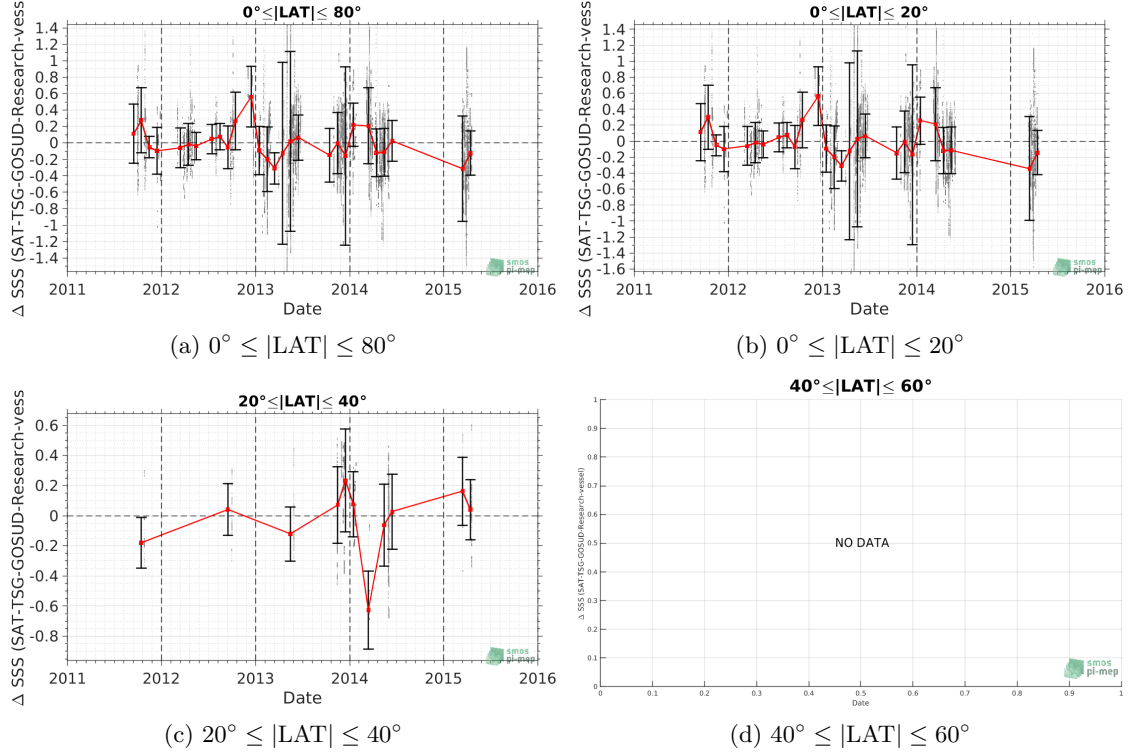 0°≤|LAT|≤ 80°
Δ SSS (SAT-TSG-GOSUD-Research-vess
1.4
1.2
1
0.8
0.6
0.4
0.2
0
-0.2
-0.4
-0.6
-0.8
-1
-1.2
-1.4
2011 2012 2013 2014 2015 2016
Date
smos
pi-mep
(a) 0° ≤ |LAT| ≤ 80°
0°≤|LAT|≤ 20°
Δ SSS (SAT-TSG-GOSUD-Research-vess
1.4
1.2
1
0.8
0.6
0.4
0.2
0
-0.2
-0.4
-0.6
-0.8
-1
-1.2
-1.4
-1.6
2011 2012 2013 2014 2015 2016
Date
smos
pi-mep
(b) 0° ≤ |LAT| ≤ 20°
20°≤|LAT|≤ 40°
Δ SSS (SAT-TSG-GOSUD-Research-vess
0.6
0.4
0.2
0
-0.2
-0.4
-0.6
-0.8
2011 2012 2013 2014 2015 2016
Date
smos
pi-mep
(c) 20° ≤ |LAT| ≤ 40°
40°≤|LAT|≤ 60°
Δ SSS (SAT-TSG-GOSUD-Research-vessel)
1
0.9
0.8
0.7
0.6
0.5
0.4
0.3
0.2
0.1
0
NO DATA
0 0.1 0.2 0.3 0.4 0.5 0.6 0.7 0.8 0.9 1
Date
smos
pi-mep
(d) 40° ≤ |LAT| ≤ 60°